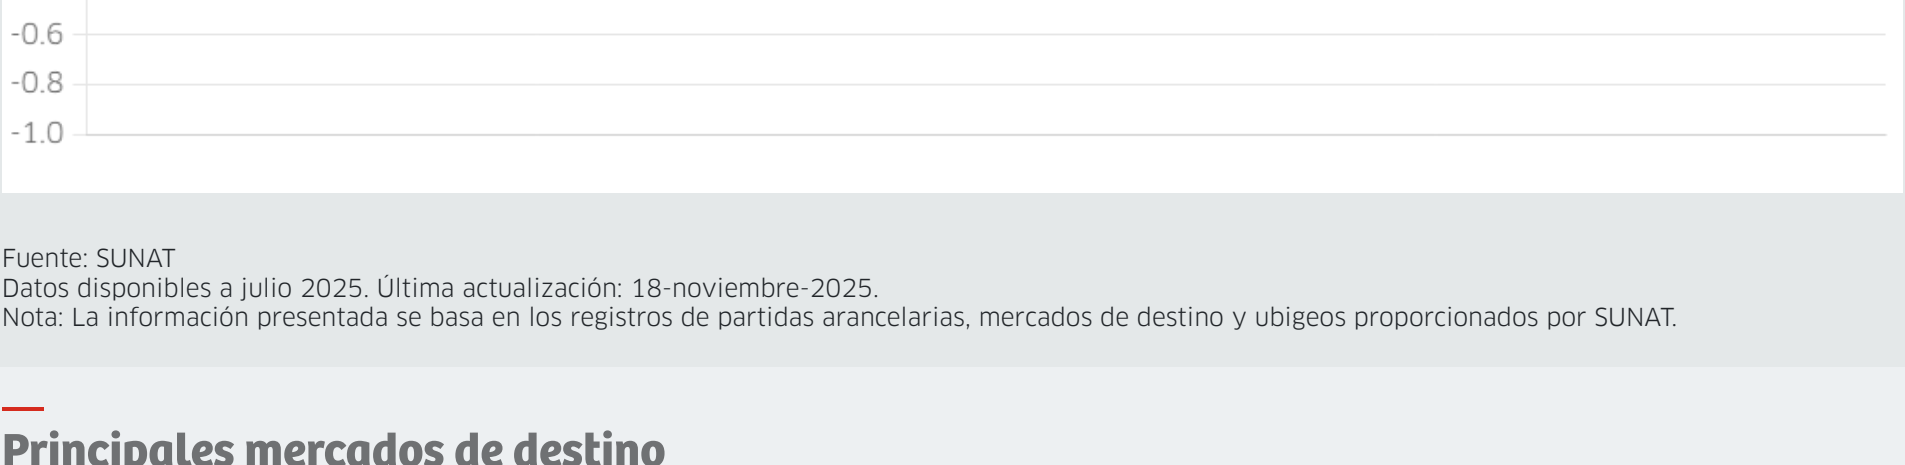 -0.6
-0.8
-1.0
Fuente: SUNAT
Datos disponibles a julio 2025. Última actualización: 18-noviembre-2025.
Nota: La información presentada se basa en los registros de partidas arancelarias, mercados de destino y ubigeos proporcionados por SUNAT.
Principales mercados de destino